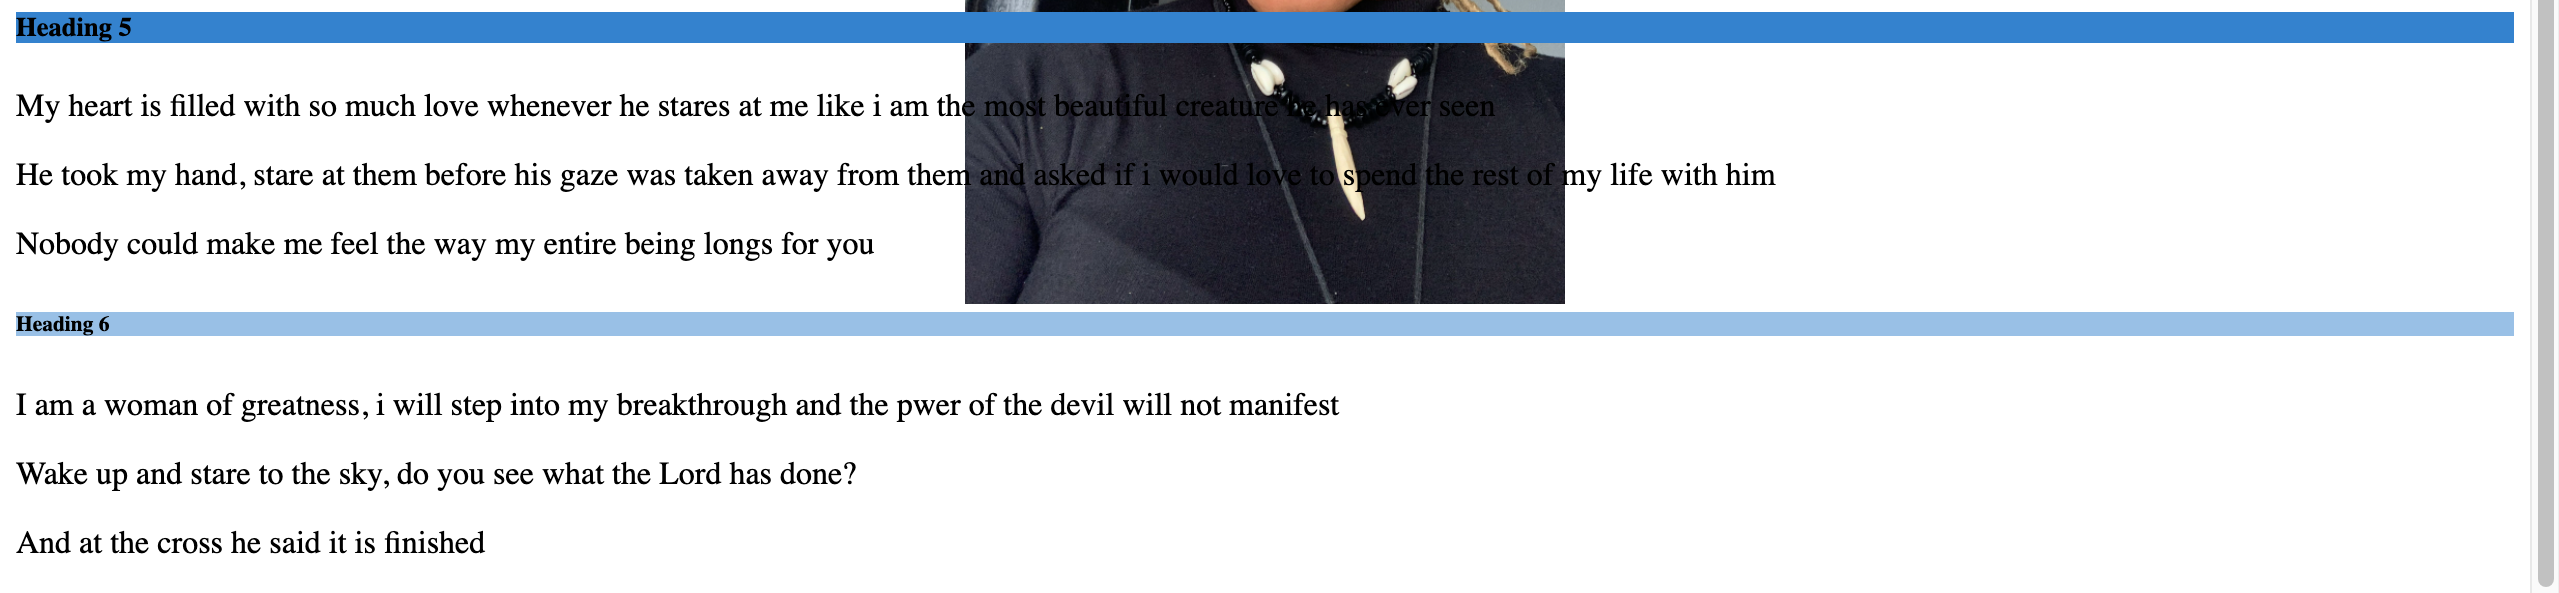 Heading 5
My heart is filled with so much love whenever he stares at me like i am the most beautiful creature he has ever seen
He took my hand, stare at them before his gaze was taken away from them and asked if i would love to spend the rest of my life with him
Nobody could make me feel the way my entire being longs for you
Heading 6
I am a woman of greatness, i will step into my breakthrough and the pwer of the devil will not manifest
Wake up and stare to the sky, do you see what the Lord has done?
And at the cross he said it is finished